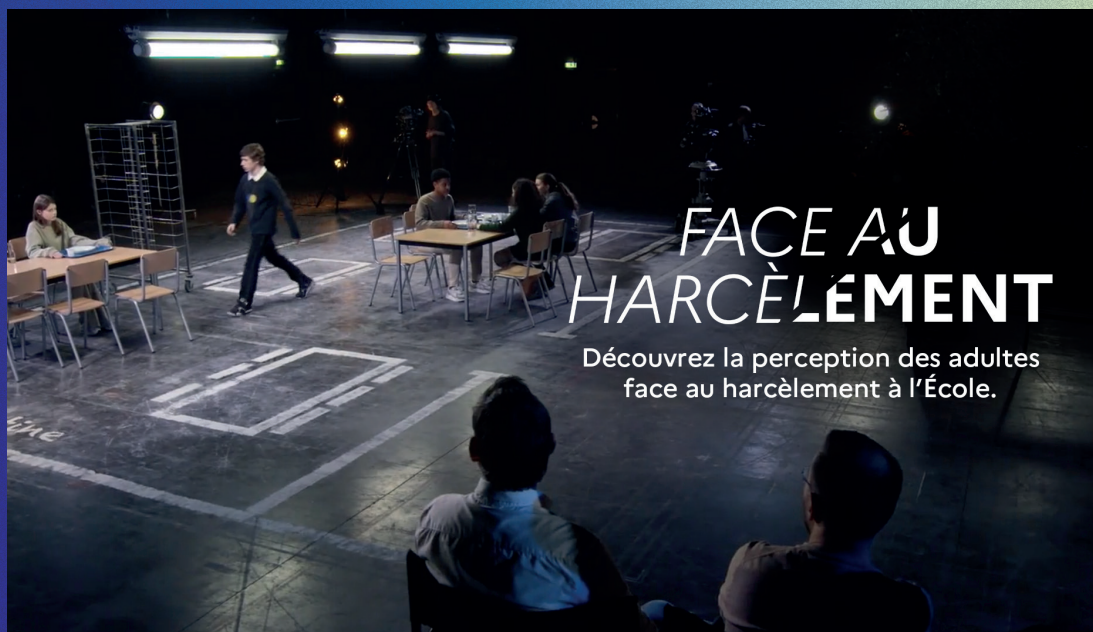 FACE AU
HARCÈLEMENT
Découvrez la perception des adultes
face au harcèlement à l’École.